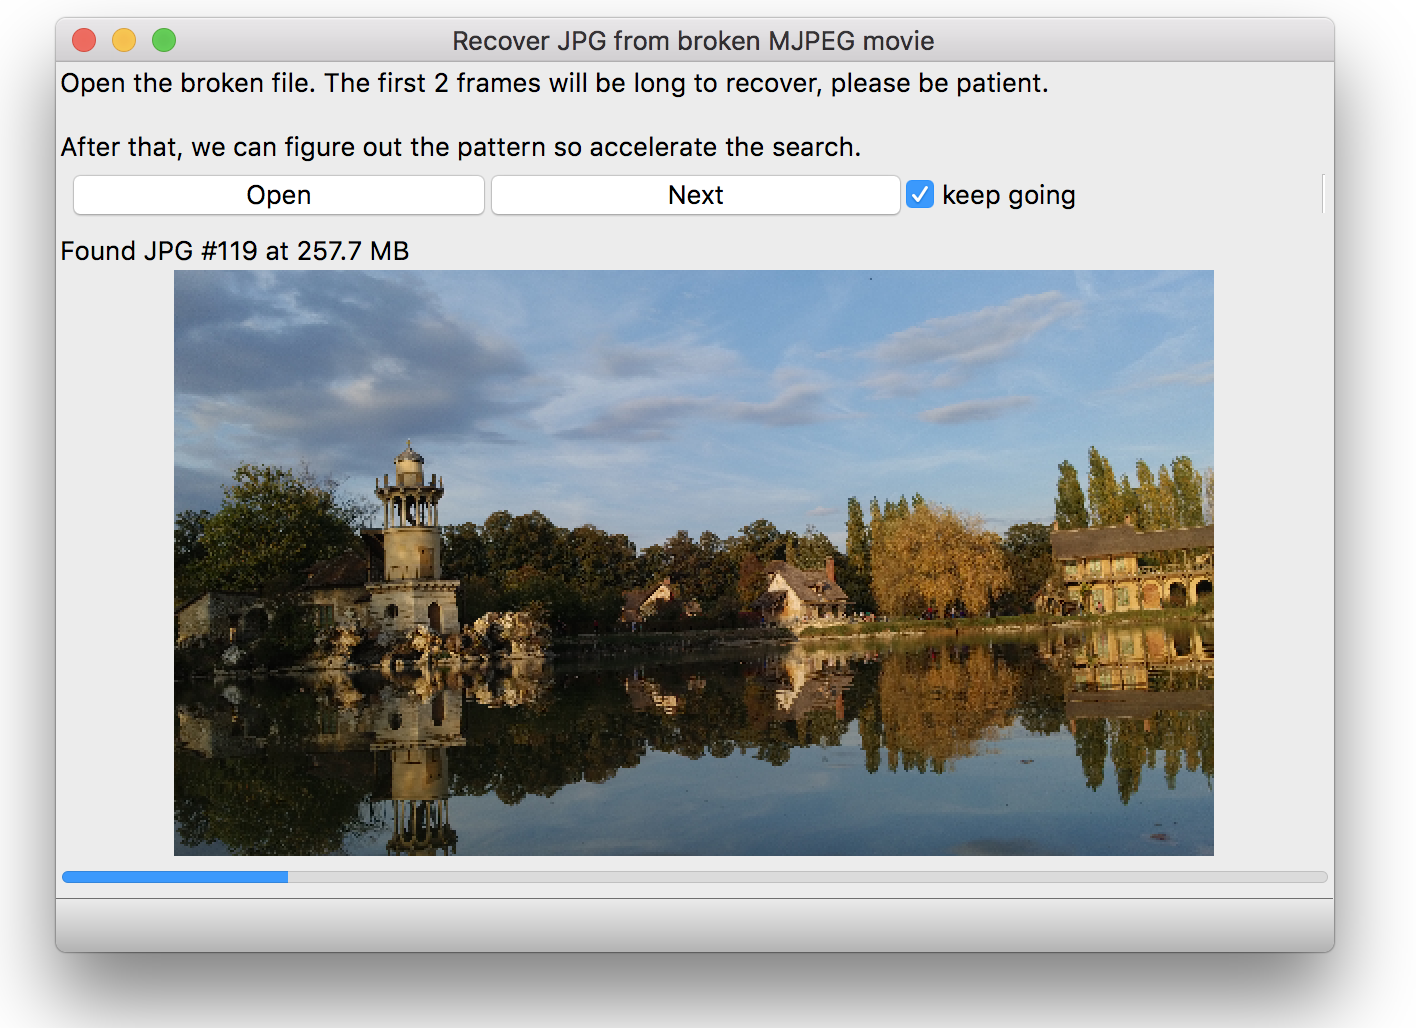 Recover JPG from broken MJPEG movie
Open the broken file. The first 2 frames will be long to recover, please be patient.
After that, we can figure out the pattern so accelerate the search.
Open Next keep going
Found JPG #119 at 257.7 MB